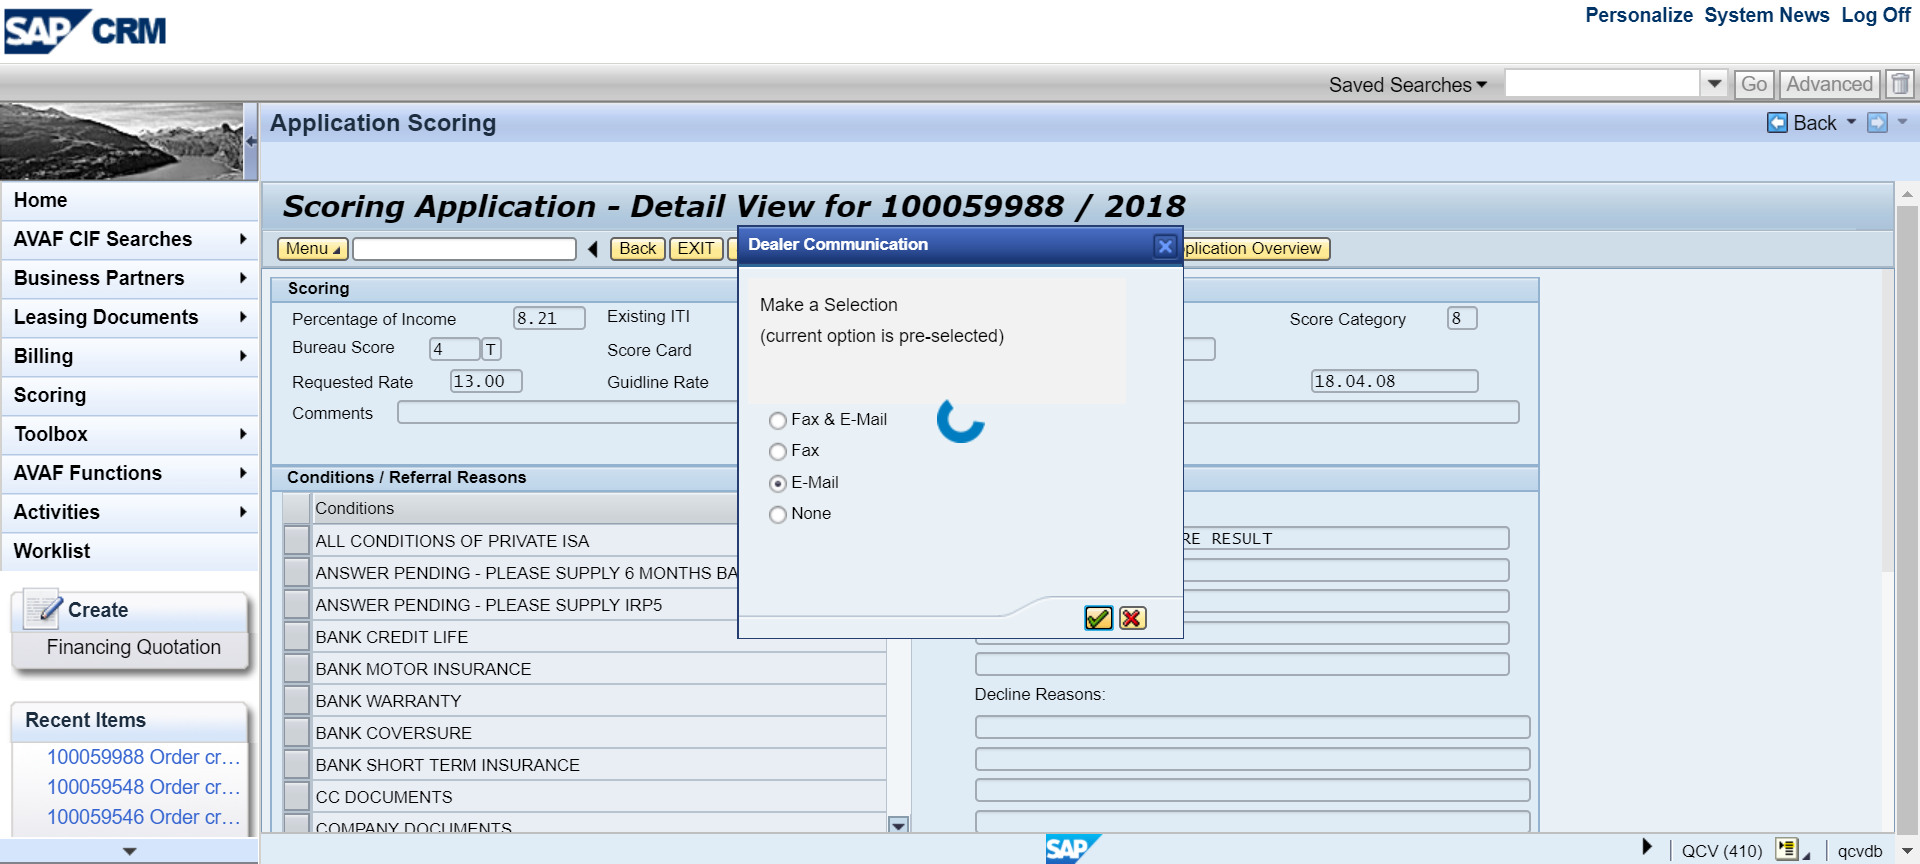 SAP CRM
Personalize System News Log Off
Saved Searches Go Advanced
Application Scoring
Back
Home
AVAF CIF Searches
Business Partners
Leasing Documents
Billing
Scoring
Toolbox
AVAF Functions
Activities
Worklist
Create
Financing Quotation
Recent Items
100059988 Order cr...
100059548 Order cr...
100059546 Order cr...
Scoring Application - Detail View for 100059988 / 2018
Menu Back EXIT pplication Overview
Scoring
Percentage of Income 8.21 Existing ITI Score Category 8
Bureau Score 4 T Score Card
Requested Rate 13.00 Guidline Rate 18.04.08
Comments
Dealer Communication
Make a Selection
(current option is pre-selected)
Fax & E-Mail
Fax
E-Mail
None
Conditions / Referral Reasons
Conditions
ALL CONDITIONS OF PRIVATE ISA
ANSWER PENDING - PLEASE SUPPLY 6 MONTHS BA
ANSWER PENDING - PLEASE SUPPLY IRP5
BANK CREDIT LIFE
BANK MOTOR INSURANCE
BANK WARRANTY
BANK COVERSURE
BANK SHORT TERM INSURANCE
CC DOCUMENTS
COMPANY DOCUMENTS
RE RESULT
Decline Reasons:
SAP
QCV (410) qcvdb